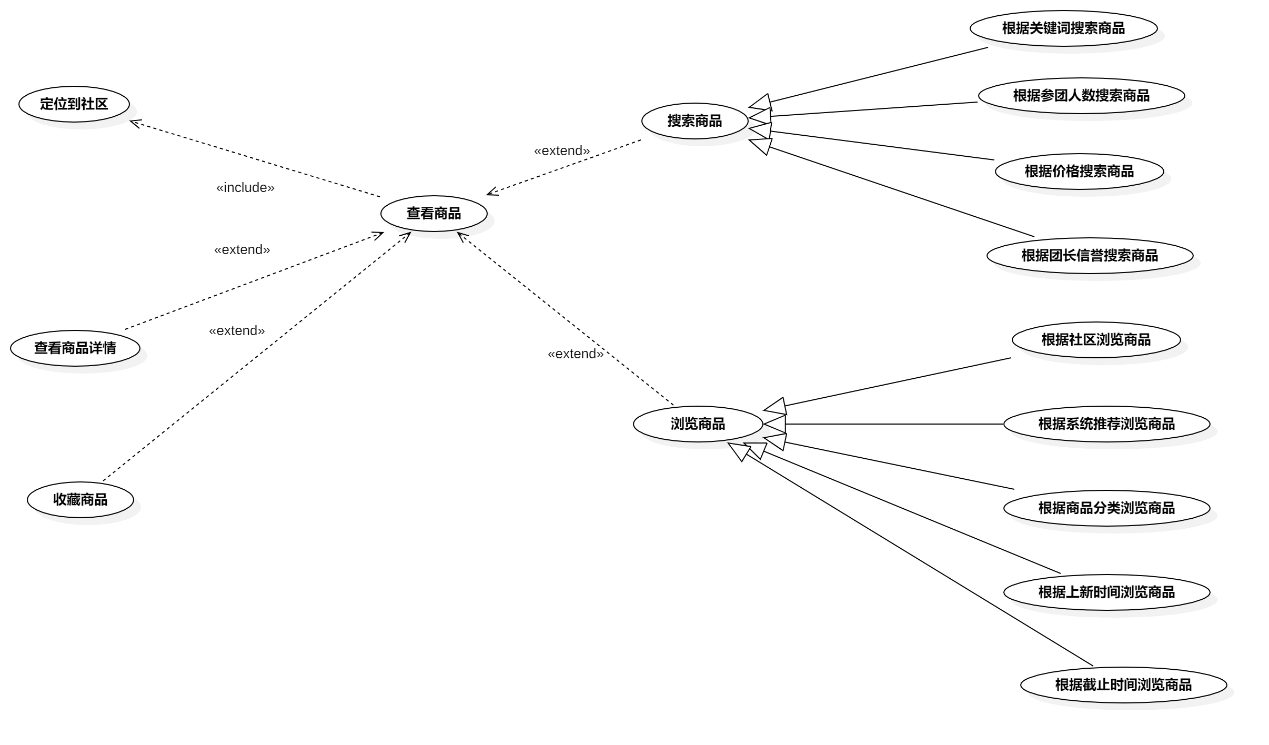 根据关键词搜索商品
定位到社区
根据参团人数搜索商品
搜索商品
«extend»
根据价格搜索商品
«include»
查看商品
«extend»
根据团长信誉搜索商品
«extend»
查看商品详情
«extend»
根据社区浏览商品
浏览商品
根据系统推荐浏览商品
收藏商品
根据商品分类浏览商品
根据上新时间浏览商品
根据截止时间浏览商品